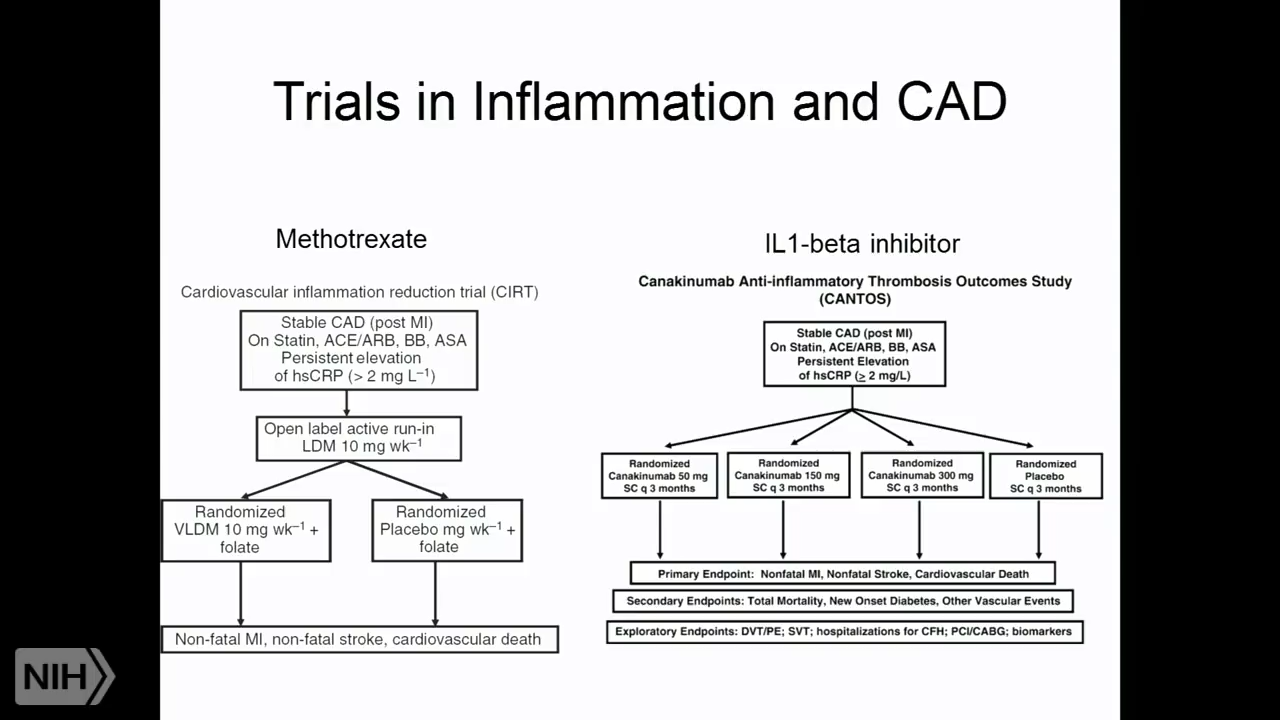 Trials in Inflammation and CAD
Methotrexate
Cardiovascular inflammation reduction trial (CIRT)
Stable CAD (post MI)
On Statin, ACE/ARB, BB, ASA
Persistent elevation
of hsCRP (> 2 mg L⁻¹)
Open label active run-in
LDM 10 mg wk⁻¹
Randomized
VLDM 10 mg wk⁻¹ +
folate
Randomized
Placebo mg wk⁻¹ +
folate
Non-fatal MI, non-fatal stroke, cardiovascular death
IL1-beta inhibitor
Canakinumab Anti-inflammatory Thrombosis Outcomes Study
(CANTOS)
Stable CAD (post MI)
On Statin, ACE/ARB, BB, ASA
Persistent Elevation
of hsCRP (≥ 2 mg/L)
Randomized
Canakinumab 50 mg
SC q 3 months
Randomized
Canakinumab 150 mg
SC q 3 months
Randomized
Canakinumab 300 mg
SC q 3 months
Randomized
Placebo
SC q 3 months
Primary Endpoint: Nonfatal MI, Nonfatal Stroke, Cardiovascular Death
Secondary Endpoints: Total Mortality, New Onset Diabetes, Other Vascular Events
Exploratory Endpoints: DVT/PE; SVT; hospitalizations for CFH; PCI/CABG; biomarkers
NIH